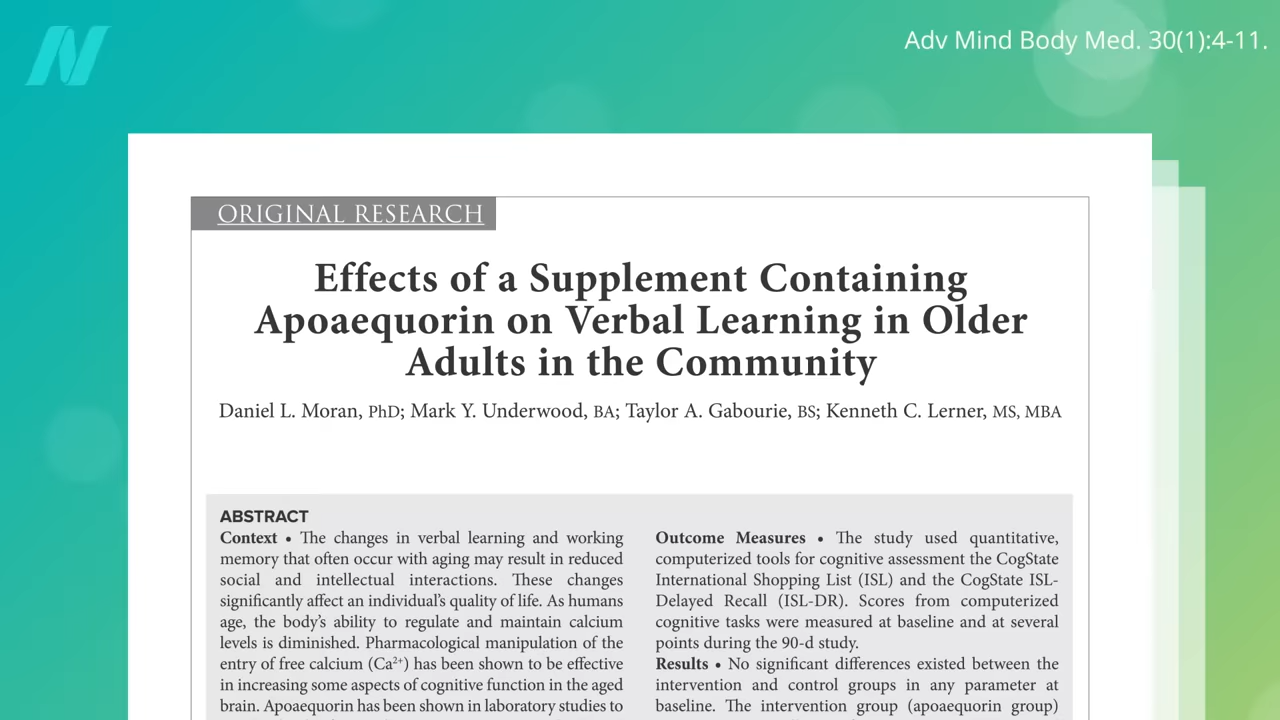 Adv Mind Body Med. 30(1):4-11.
ORIGINAL RESEARCH
Effects of a Supplement Containing
Apoaequorin on Verbal Learning in Older
Adults in the Community
Daniel L. Moran, PhD; Mark Y. Underwood, BA; Taylor A. Gabourie, BS; Kenneth C. Lerner, MS, MBA
ABSTRACT
Context • The changes in verbal learning and working
memory that often occur with aging may result in reduced
social and intellectual interactions. These changes
significantly affect an individual's quality of life. As humans
age, the body's ability to regulate and maintain calcium
levels is diminished. Pharmacological manipulation of the
entry of free calcium (Ca²⁺) has been shown to be effective
in increasing some aspects of cognitive function in the aged
brain. Apoaequorin has been shown in laboratory studies to
Outcome Measures • The study used quantitative,
computerized tools for cognitive assessment the CogState
International Shopping List (ISL) and the CogState ISL-
Delayed Recall (ISL-DR). Scores from computerized
cognitive tasks were measured at baseline and at several
points during the 90-d study.
Results • No significant differences existed between the
intervention and control groups in any parameter at
baseline. The intervention group (apoaequorin group)